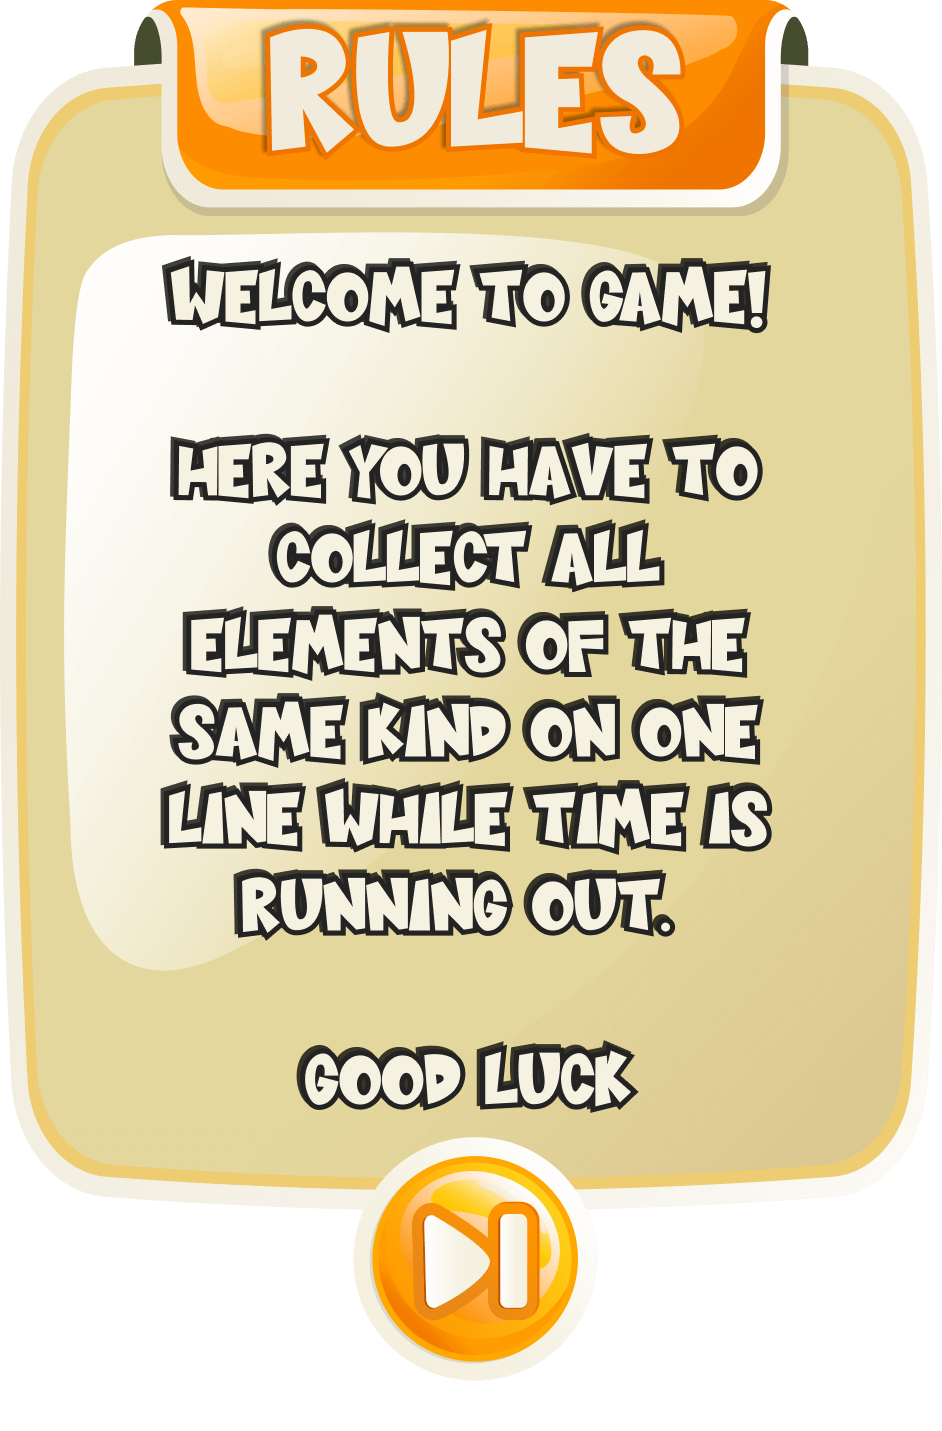 RULES
WELCOME TO GAME!
HERE YOU HAVE TO
COLLECT ALL
ELEMENTS OF THE
SAME KIND ON ONE
LINE WHILE TIME IS
RUNNING OUT.
GOOD LUCK